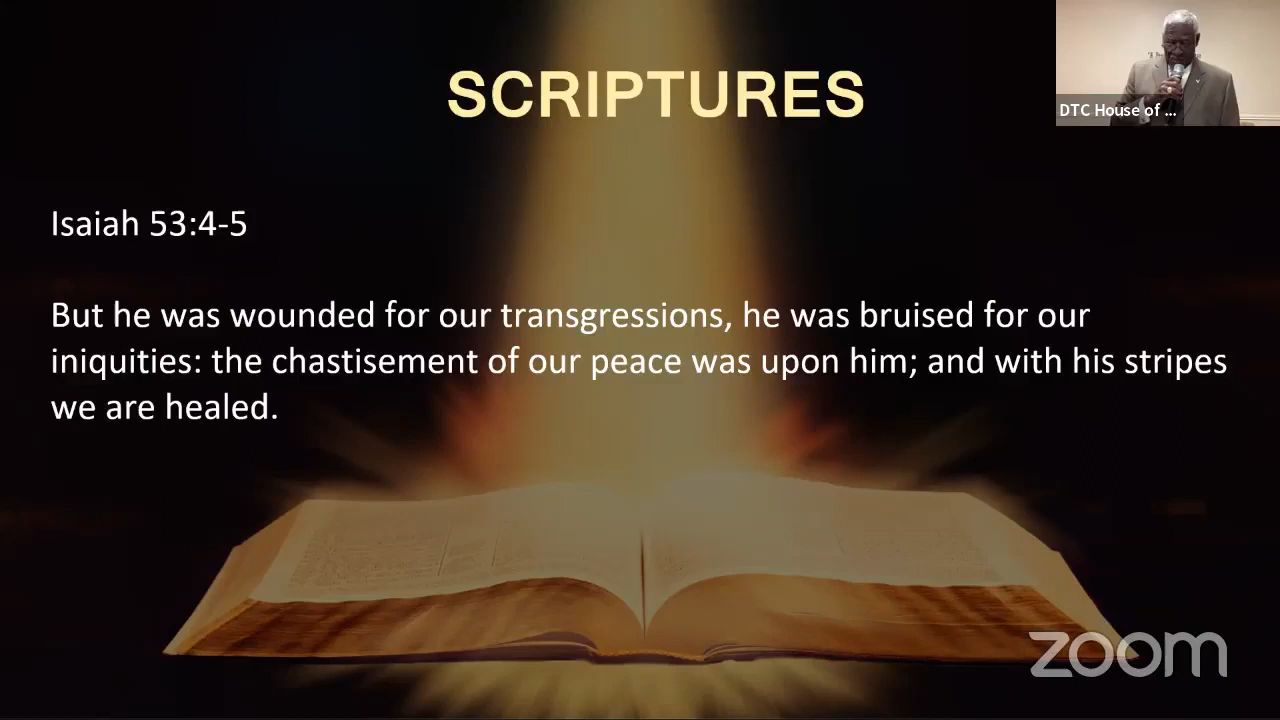 SCRIPTURES
DTC House of ...
Isaiah 53:4-5
But he was wounded for our transgressions, he was bruised for our
iniquities: the chastisement of our peace was upon him; and with his stripes
we are healed.
zoom